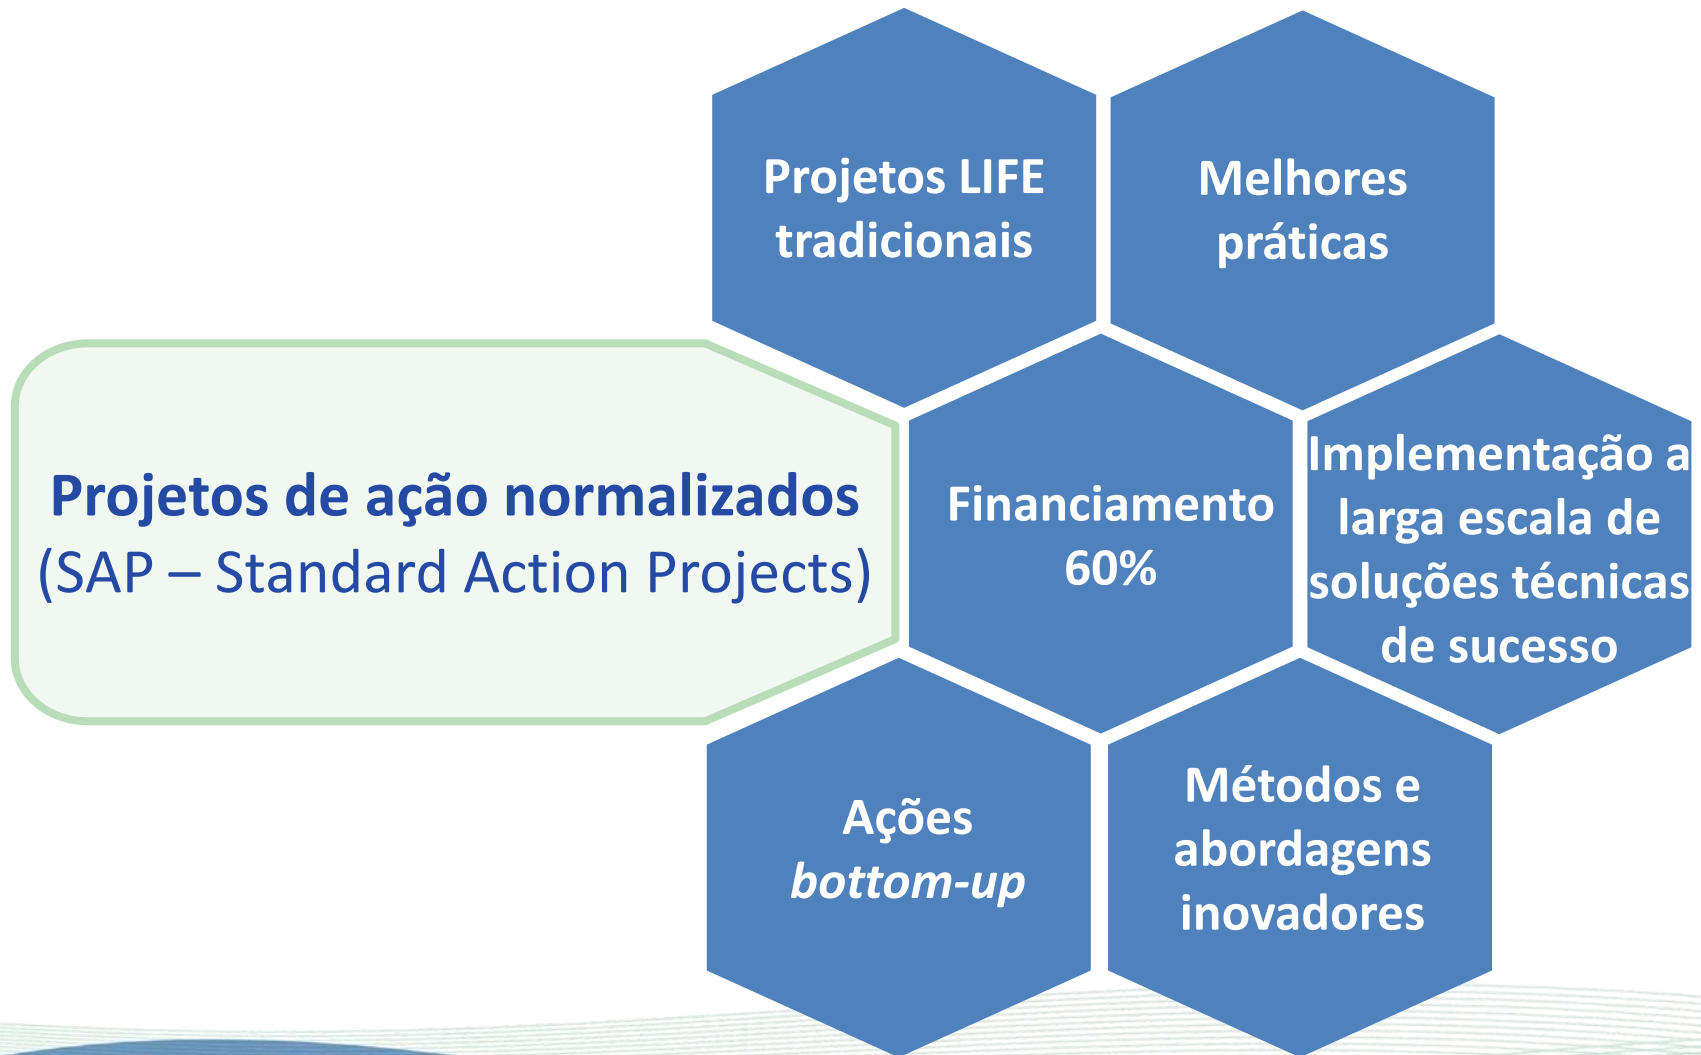 Projetos LIFE
tradicionais
Melhores
práticas
Projetos de ação normalizados
(SAP – Standard Action Projects)
Financiamento
60%
Implementação a
larga escala de
soluções técnicas
de sucesso
Ações
bottom-up
Métodos e
abordagens
inovadores